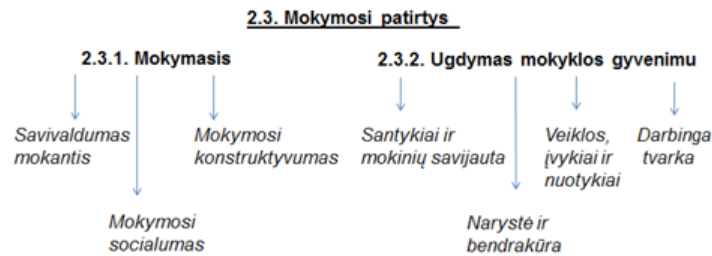 2.3. Mokymosi patirtys
2.3.1. Mokymasis
2.3.2. Ugdymas mokyklos gyvenimu
Savivaldumas
mokantis
Mokymosi
konstruktyvumas
Mokymosi
socialumas
Santykiai ir
mokinių savijauta
Veiklos,
įvykiai ir
nuotykiai
Darbinga
tvarka
Narystė ir
bendrakūra